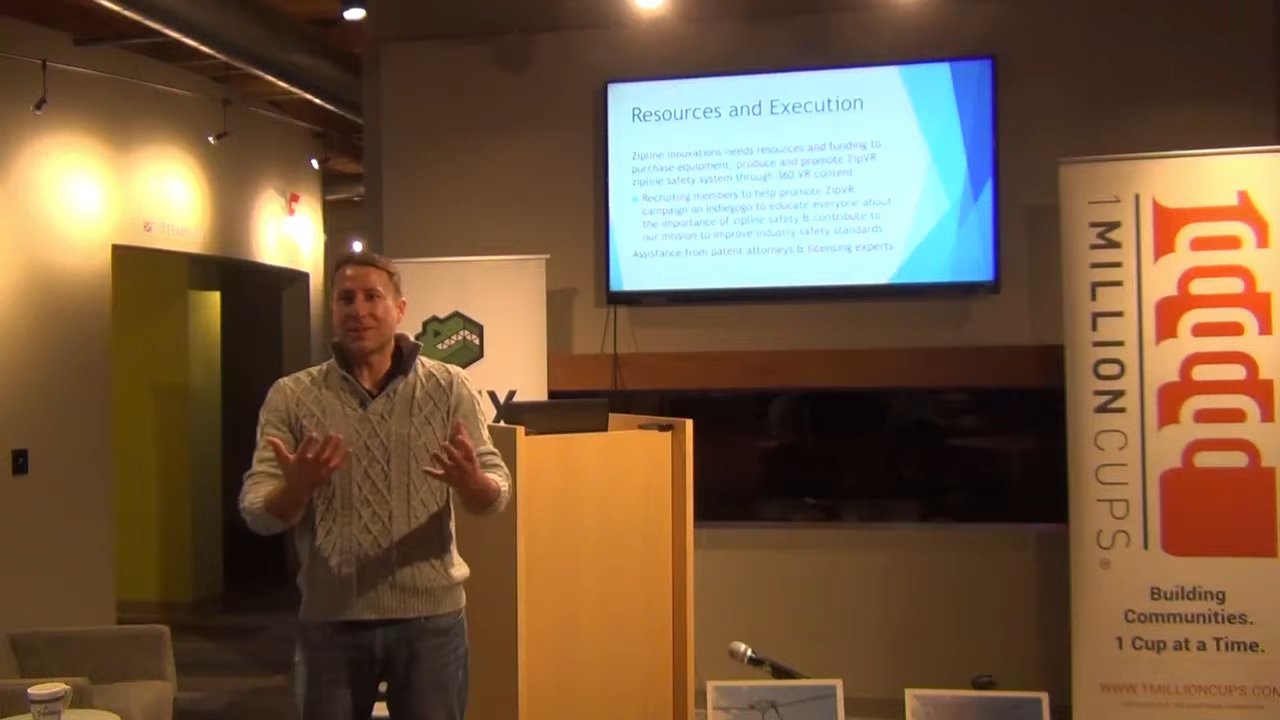 Resources and Execution
Zipline Innovations needs resources and funding to
purchase equipment, produce and promote ZipVR
zipline safety system through 360 VR content
Recruiting members to help promote ZipVR
campaign on indiegogo to educate everyone about
the importance of zipline safety & contribute to
our mission to improve industry safety standards
Assistance from patent attorneys & licensing experts
1 MILLION CUPS®
Building
Communities.
1 Cup at a Time.
WWW.1MILLIONCUPS.COM